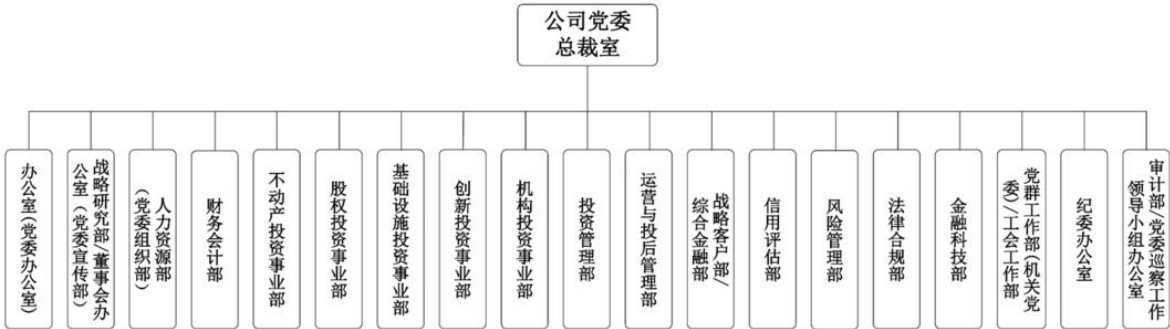 公司党委
总裁室
办公室(党委办公室)
战略研究部/董事会办
公室（党委宣传部）
人力资源部
（党委组织部）
财务会计部
不动产投资事业部
股权投资事业部
基础设施投资事业部
创新投资事业部
机构投资事业部
投资管理部
运营与投后管理部
战略客户部/
综合金融部
信用评估部
风险管理部
法律合规部
金融科技部
党群工作部(机关党
委)/工会工作部
纪委办公室
审计部/党委巡察工作
领导小组办公室